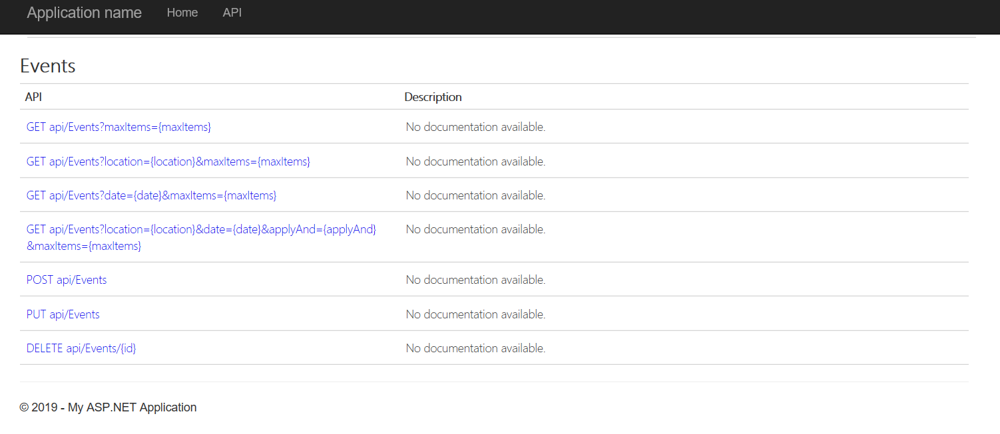 Application name Home API
Events
API Description
GET api/Events?maxItems={maxItems} No documentation available.
GET api/Events?location={location}&maxItems={maxItems} No documentation available.
GET api/Events?date={date}&maxItems={maxItems} No documentation available.
GET api/Events?location={location}&date={date}&applyAnd={applyAnd} No documentation available.
&maxItems={maxItems}
POST api/Events No documentation available.
PUT api/Events No documentation available.
DELETE api/Events/{id} No documentation available.
© 2019 - My ASP.NET Application